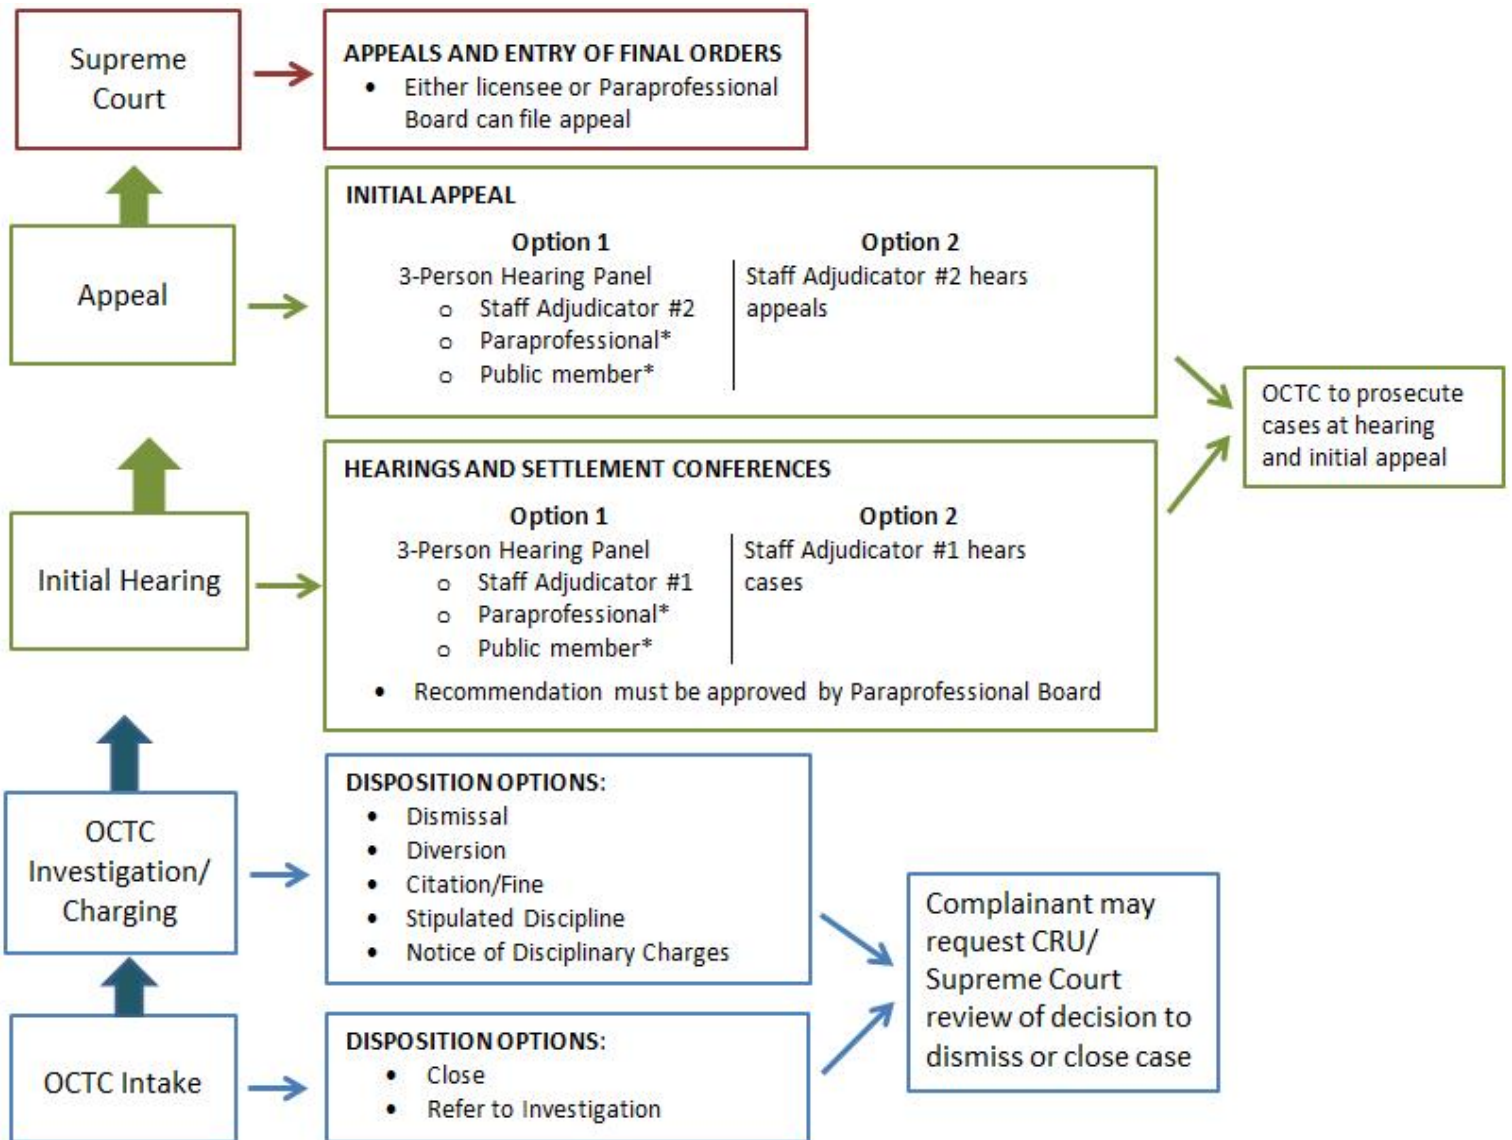 Supreme
Court
APPEALS AND ENTRY OF FINAL ORDERS
• Either licensee or Paraprofessional
Board can file appeal
Appeal
INITIAL APPEAL
Option 1
3-Person Hearing Panel
o Staff Adjudicator #2
o Paraprofessional*
o Public member*
Option 2
Staff Adjudicator #2 hears
appeals
OCTC to prosecute
cases at hearing
and initial appeal
Initial Hearing
HEARINGS AND SETTLEMENT CONFERENCES
Option 1
3-Person Hearing Panel
o Staff Adjudicator #1
o Paraprofessional*
o Public member*
Option 2
Staff Adjudicator #1 hears
cases
• Recommendation must be approved by Paraprofessional Board
OCTC
Investigation/
Charging
DISPOSITION OPTIONS:
• Dismissal
• Diversion
• Citation/Fine
• Stipulated Discipline
• Notice of Disciplinary Charges
Complainant may
request CRU/
Supreme Court
review of decision to
dismiss or close case
OCTC Intake
DISPOSITION OPTIONS:
• Close
• Refer to Investigation